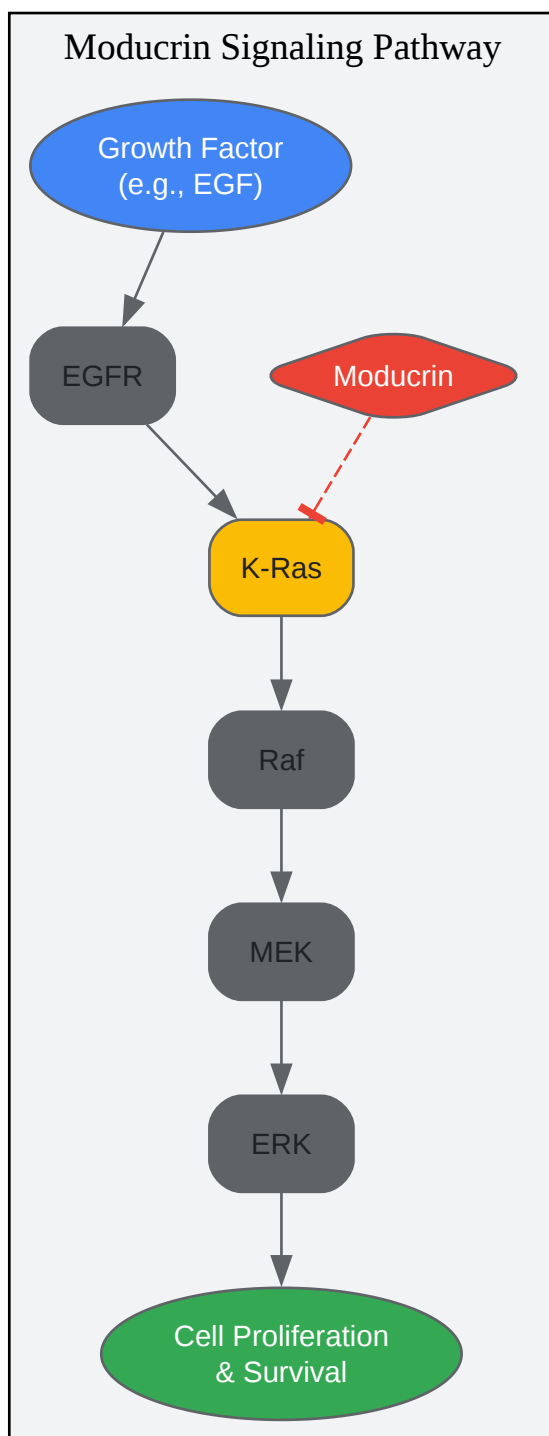 Moducrin Signaling Pathway
Growth Factor
(e.g., EGF)
EGFR
Moducrin
K-Ras
Raf
MEK
ERK
Cell Proliferation
& Survival